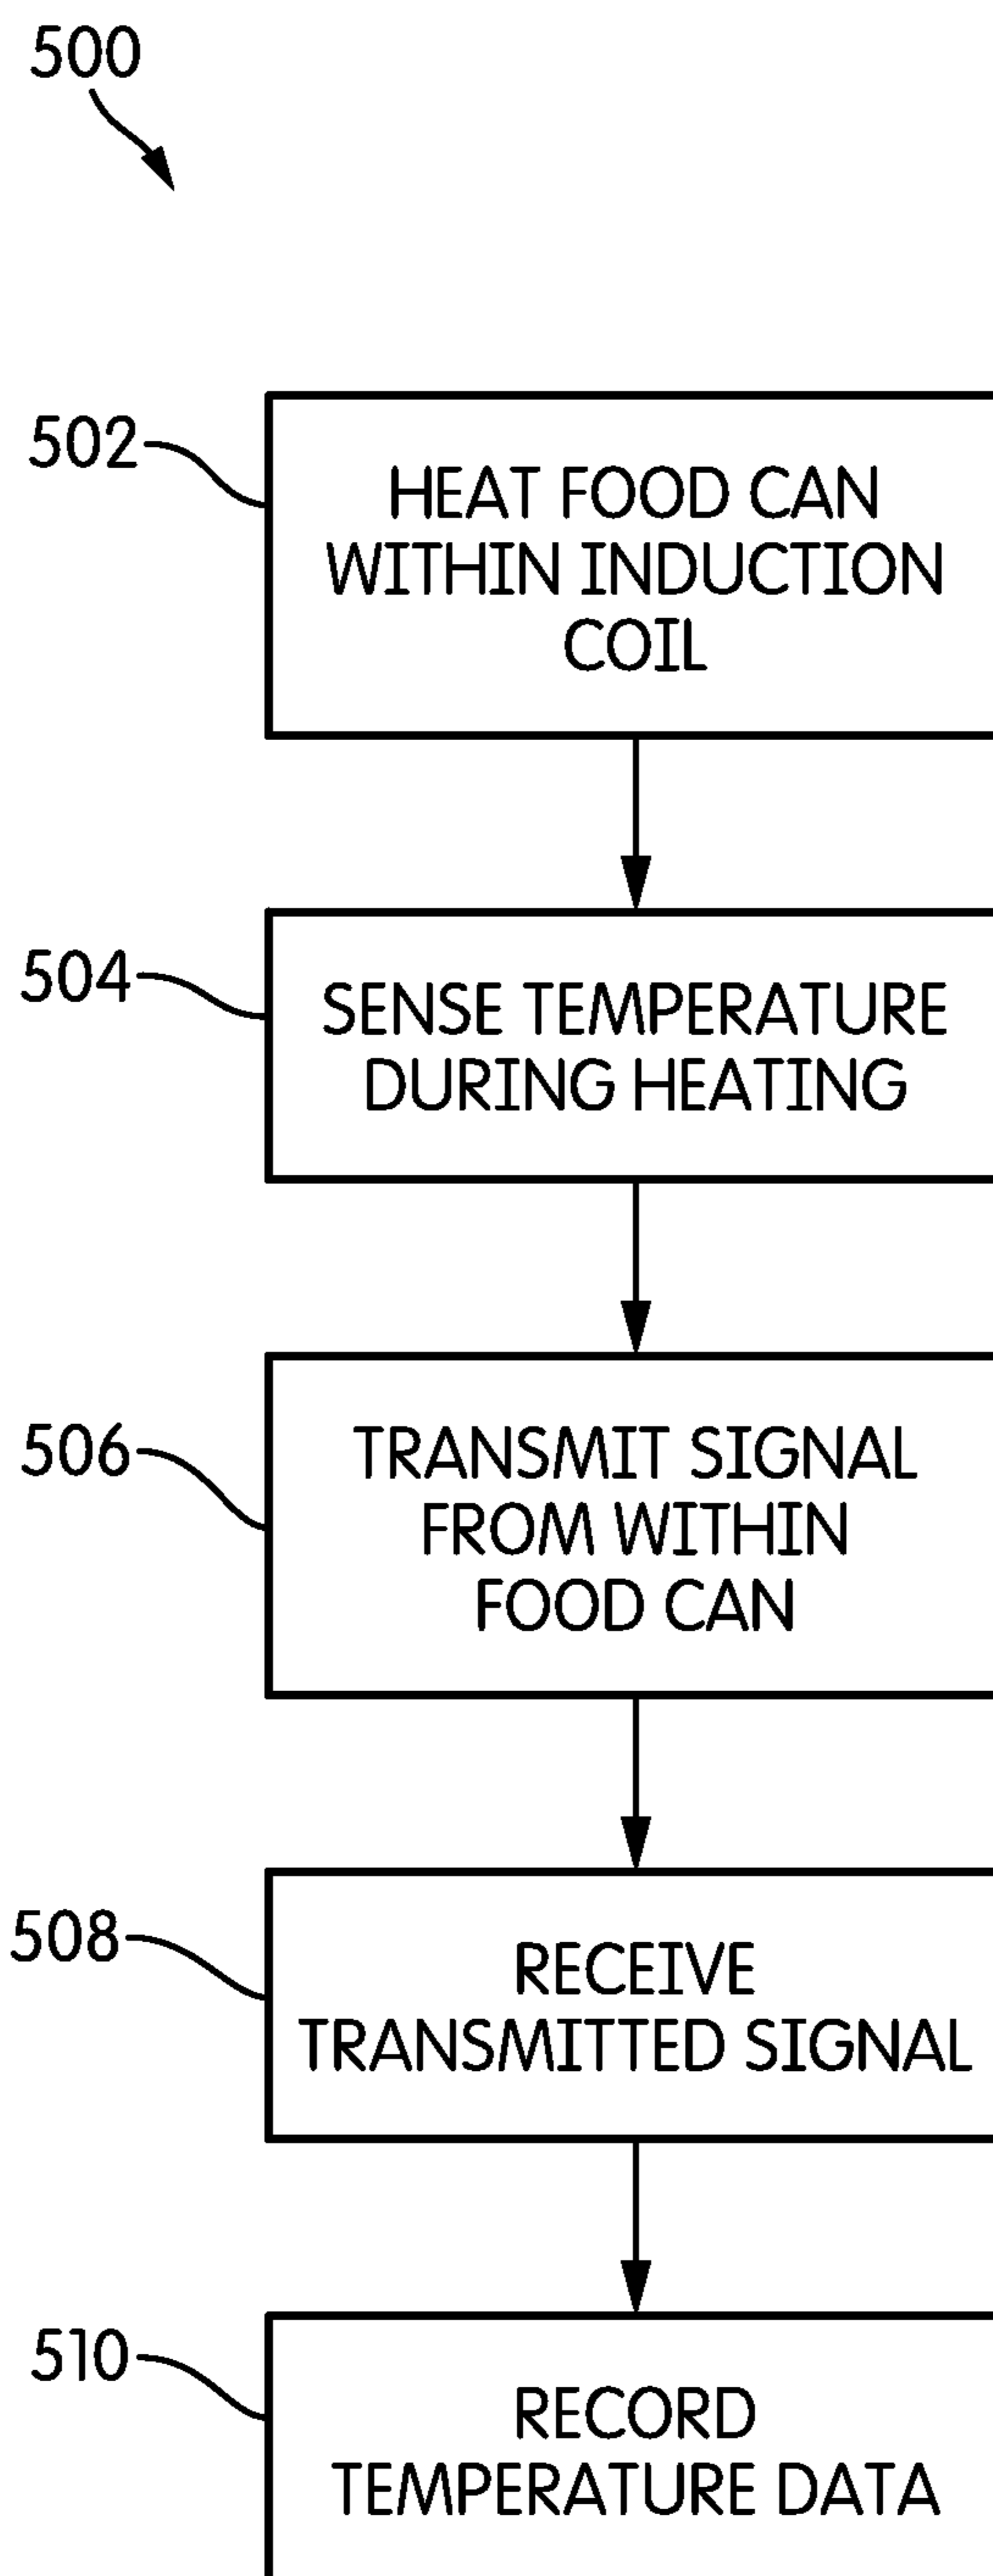 500
502
HEAT FOOD CAN
WITHIN INDUCTION
COIL
504
SENSE TEMPERATURE
DURING HEATING
506
TRANSMIT SIGNAL
FROM WITHIN
FOOD CAN
508
RECEIVE
TRANSMITTED SIGNAL
510
RECORD
TEMPERATURE DATA